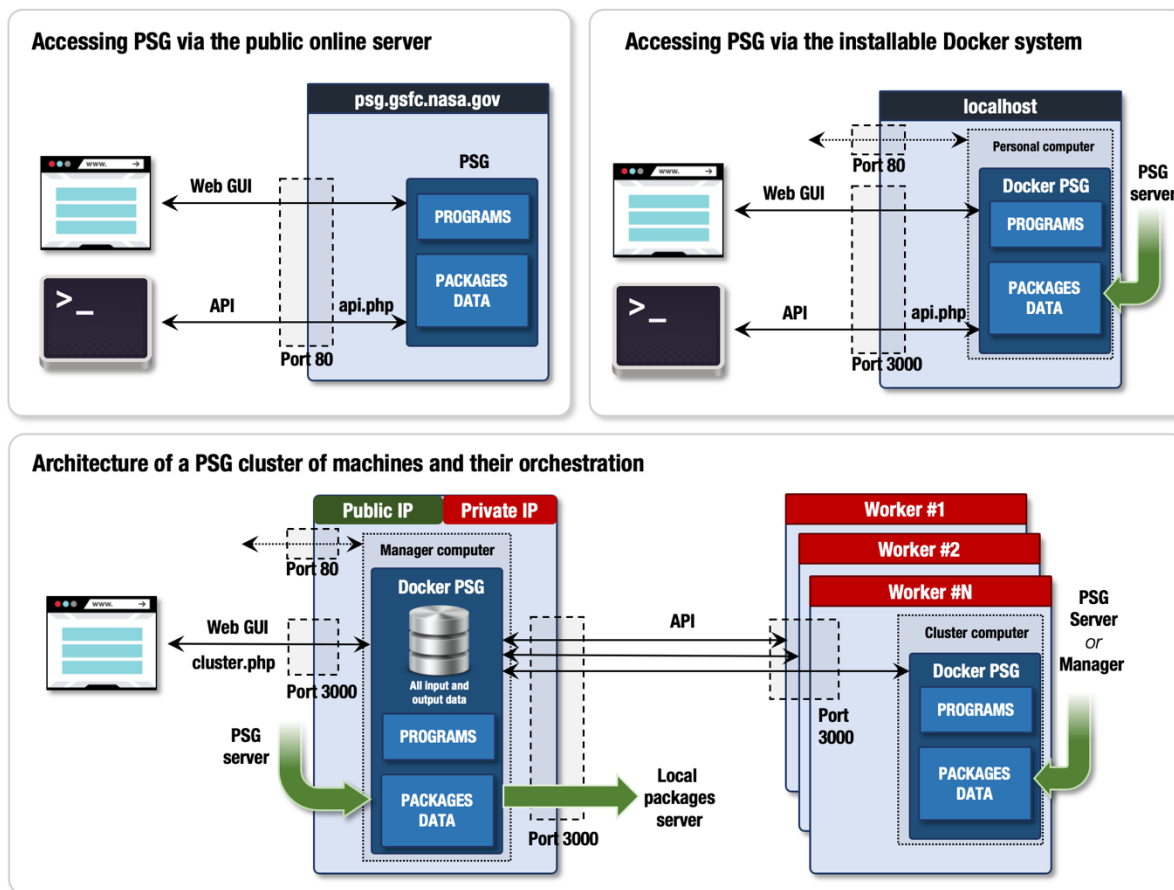 Accessing PSG via the public online server
psg.gsfc.nasa.gov
PSG
www.
Web GUI
PROGRAMS
PACKAGES
DATA
>_
API
api.php
Port 80
Accessing PSG via the installable Docker system
localhost
Port 80
Personal computer
www.
Web GUI
Docker PSG
PROGRAMS
PSG
server
PACKAGES
DATA
>_
API
api.php
Port 3000
Architecture of a PSG cluster of machines and their orchestration
Public IP
Private IP
Port 80
Manager computer
Docker PSG
www.
Web GUI
cluster.php
Port 3000
All input and
output data
PSG
server
PROGRAMS
PACKAGES
DATA
Port 3000
Local
packages
server
API
Worker #1
Worker #2
Worker #N
Port
3000
Cluster computer
Docker PSG
PROGRAMS
PACKAGES
DATA
PSG
Server
or
Manager